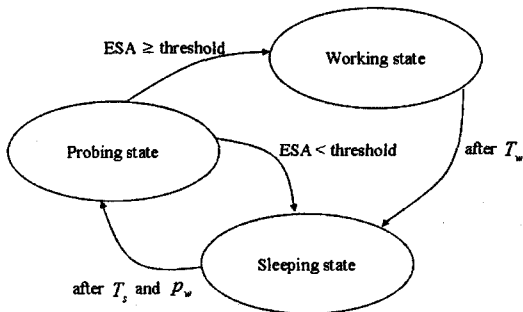 ESA ≥ threshold
Working state
Probing state
ESA < threshold
after T_w
Sleeping state
after T_s and p_w